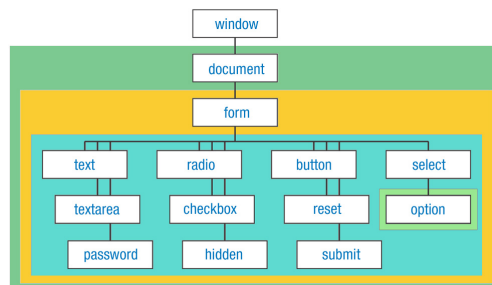 window
document
form
text radio button select
textarea checkbox reset option
password hidden submit